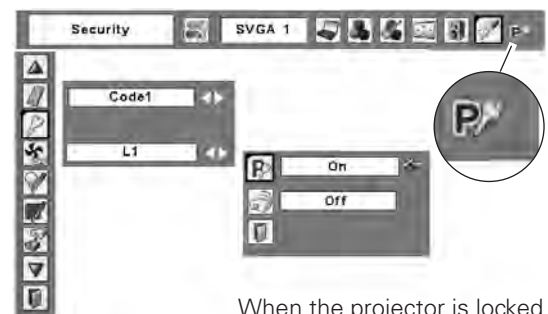 Security SVGA 1
Code1
L1
On
Off
When the projector is locked